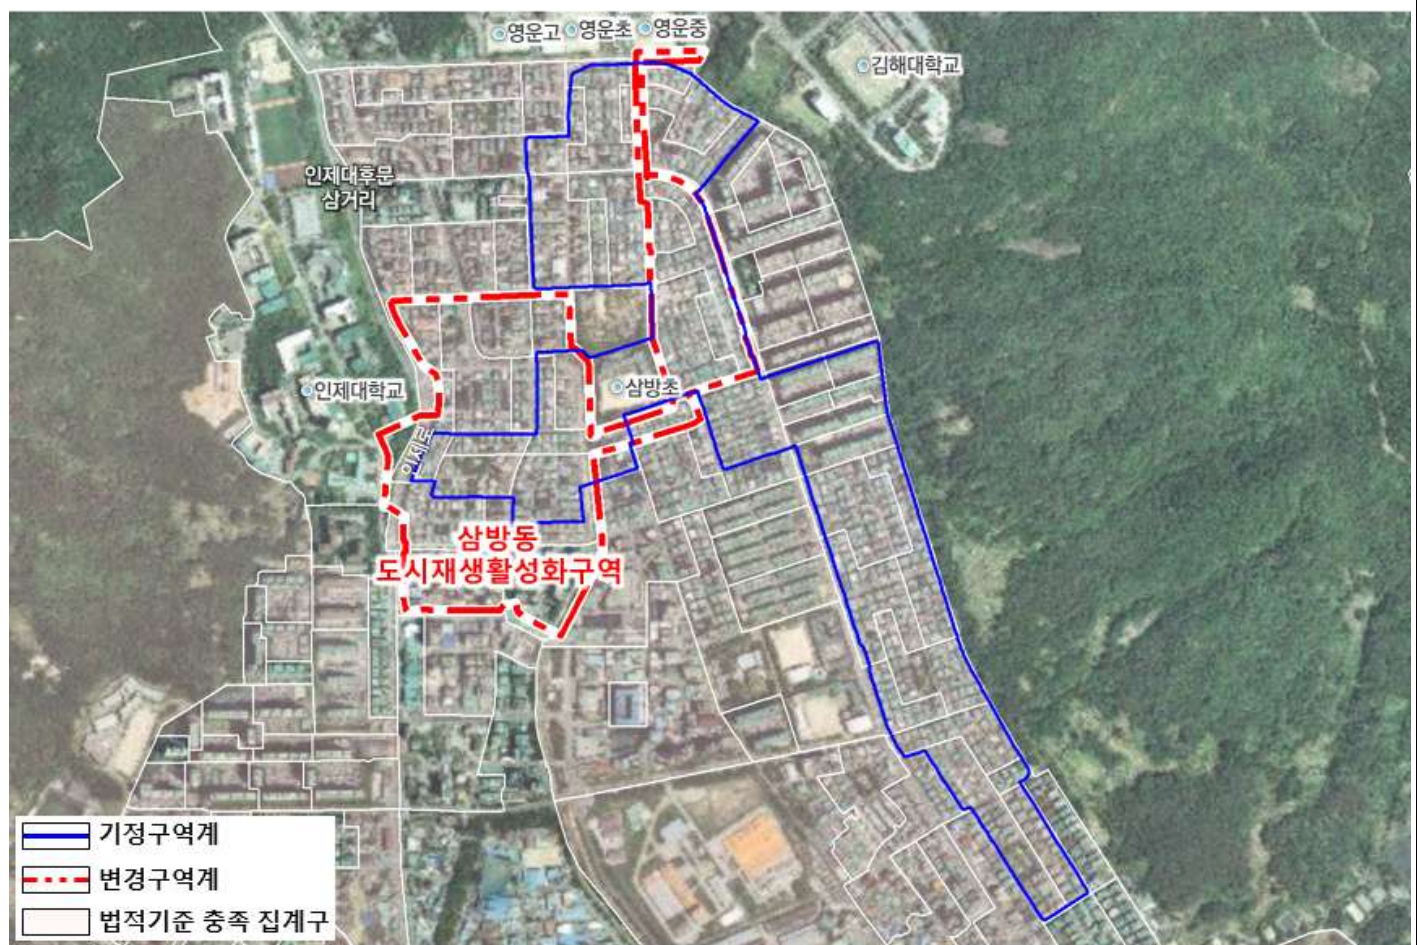 영운고
영운초
영운중
김해대학교
인제대후문
삼거리
인제대학교
삼방초
인제로
삼방동
도시재생활성화구역
기정구역계
변경구역계
법적기준 충족 집계구